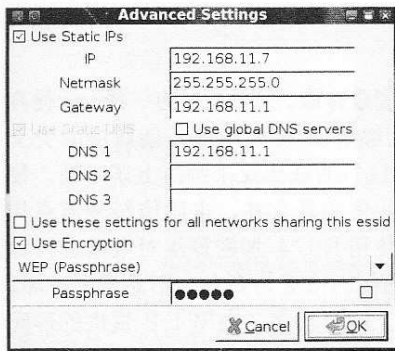 Advanced Settings
Use Static IPs
IP 192.168.11.7
Netmask 255.255.255.0
Gateway 192.168.11.1
Use Static DNS Use global DNS servers
DNS 1 192.168.11.1
DNS 2
DNS 3
Use these settings for all networks sharing this essid
Use Encryption
WEP (Passphrase)
Passphrase ●●●●●
Cancel OK